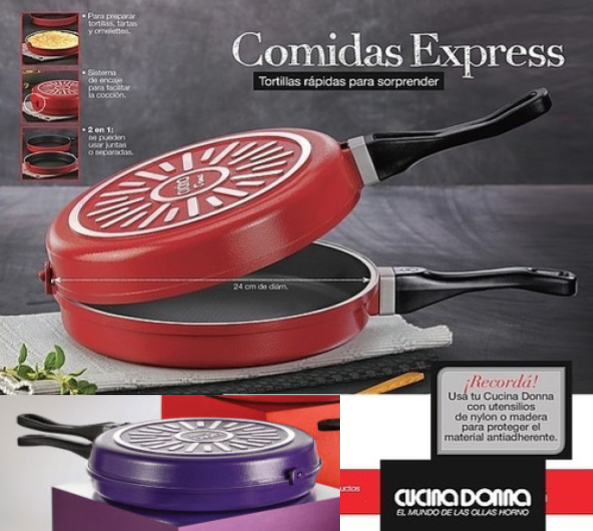 • Para preparar
tortillas, tartas
y omelettes.
• Sistema
de encaje
para facilitar
la cocción.
• 2 en 1:
se pueden
usar juntas
o separadas.
Comidas Express
Tortillas rápidas para sorprender
24 cm de diám.
¡Recordá!
Usá tu Cucina Donna
con utensilios
de nylon o madera
para proteger el
material antiadherente.
CUCINA DONNA
EL MUNDO DE LAS OLLAS HORNO